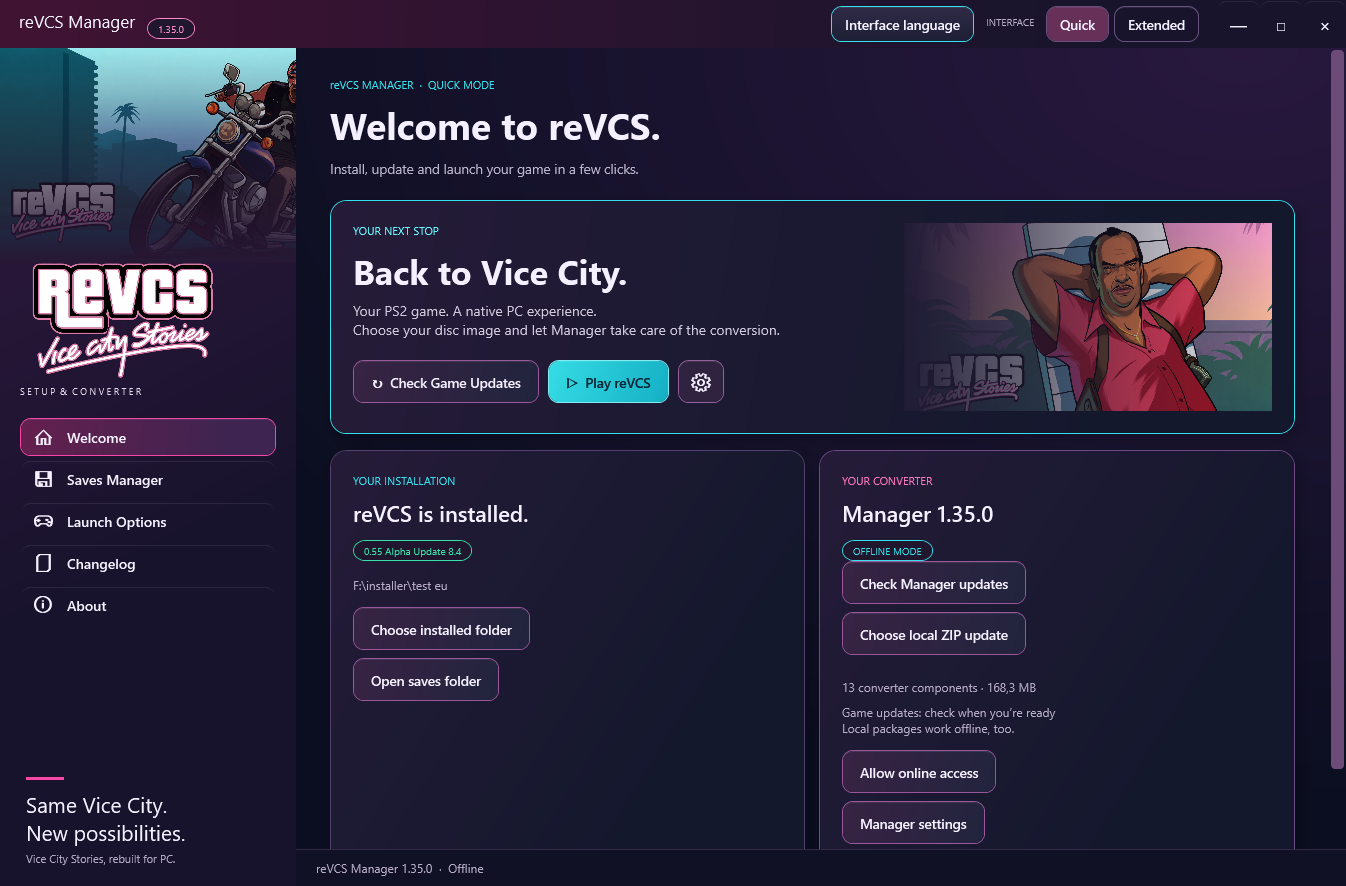 reVCS Manager
1.35.0
Interface language
INTERFACE
Quick
Extended
reVCS
Vice City Stories
REVCS
Vice City Stories
SETUP & CONVERTER
Welcome
Saves Manager
Launch Options
Changelog
About
Same Vice City.
New possibilities.
Vice City Stories, rebuilt for PC.
reVCS MANAGER · QUICK MODE
Welcome to reVCS.
Install, update and launch your game in a few clicks.
YOUR NEXT STOP
Back to Vice City.
Your PS2 game. A native PC experience.
Choose your disc image and let Manager take care of the conversion.
Check Game Updates
Play reVCS
reVCS
Vice City Stories
YOUR INSTALLATION
reVCS is installed.
0.55 Alpha Update 8.4
F:\installer\test eu
Choose installed folder
Open saves folder
YOUR CONVERTER
Manager 1.35.0
OFFLINE MODE
Check Manager updates
Choose local ZIP update
13 converter components · 168,3 MB
Game updates: check when you’re ready
Local packages work offline, too.
Allow online access
Manager settings
reVCS Manager 1.35.0 · Offline